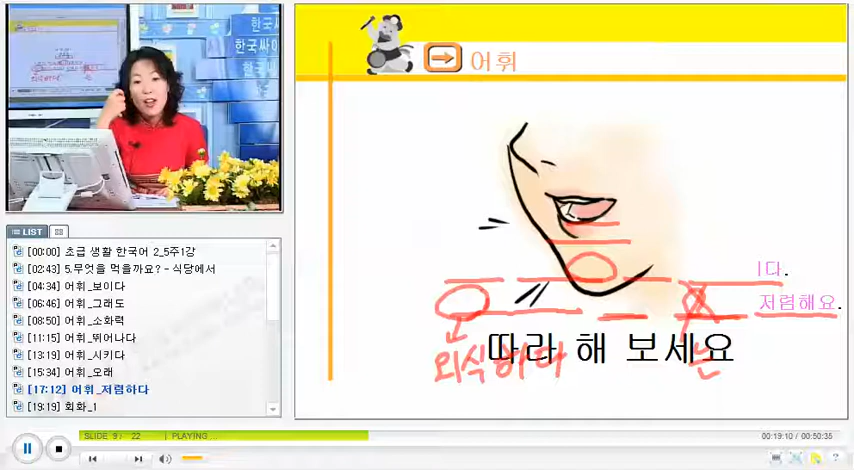 한국
한국싸이
한국
어휘
다.
저렴해요.
오
따라 해 보세요
외식하다
는
LIST
[00:00] 초급 생활 한국어 2_5주1강
[02:43] 5.무엇을 먹을까요? - 식당에서
[04:34] 어휘_보이다
[06:46] 어휘_그래도
[08:50] 어휘_소화력
[11:15] 어휘_뛰어나다
[13:19] 어휘_시키다
[15:34] 어휘_오래
[17:12] 어휘_저렴하다
[19:19] 회화_1
SLIDE 9 : 22 PLAYING...
00:19:10 / 00:50:35